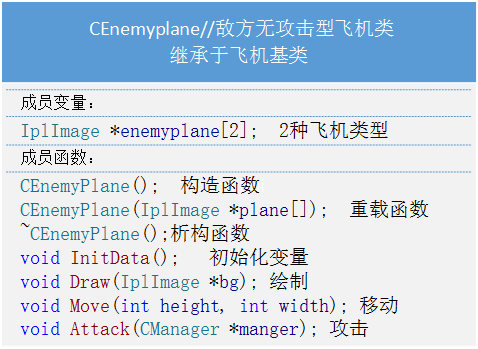 CEnemyplane//敌方无攻击型飞机类
继承于飞机基类
成员变量：
IplImage *enemyplane[2]; 2种飞机类型
成员函数：
CEnemyPlane(); 构造函数
CEnemyPlane(IplImage *plane[]); 重载函数
~CEnemyPlane();析构函数
void InitData(); 初始化变量
void Draw(IplImage *bg); 绘制
void Move(int height, int width); 移动
void Attack(CManager *manger); 攻击